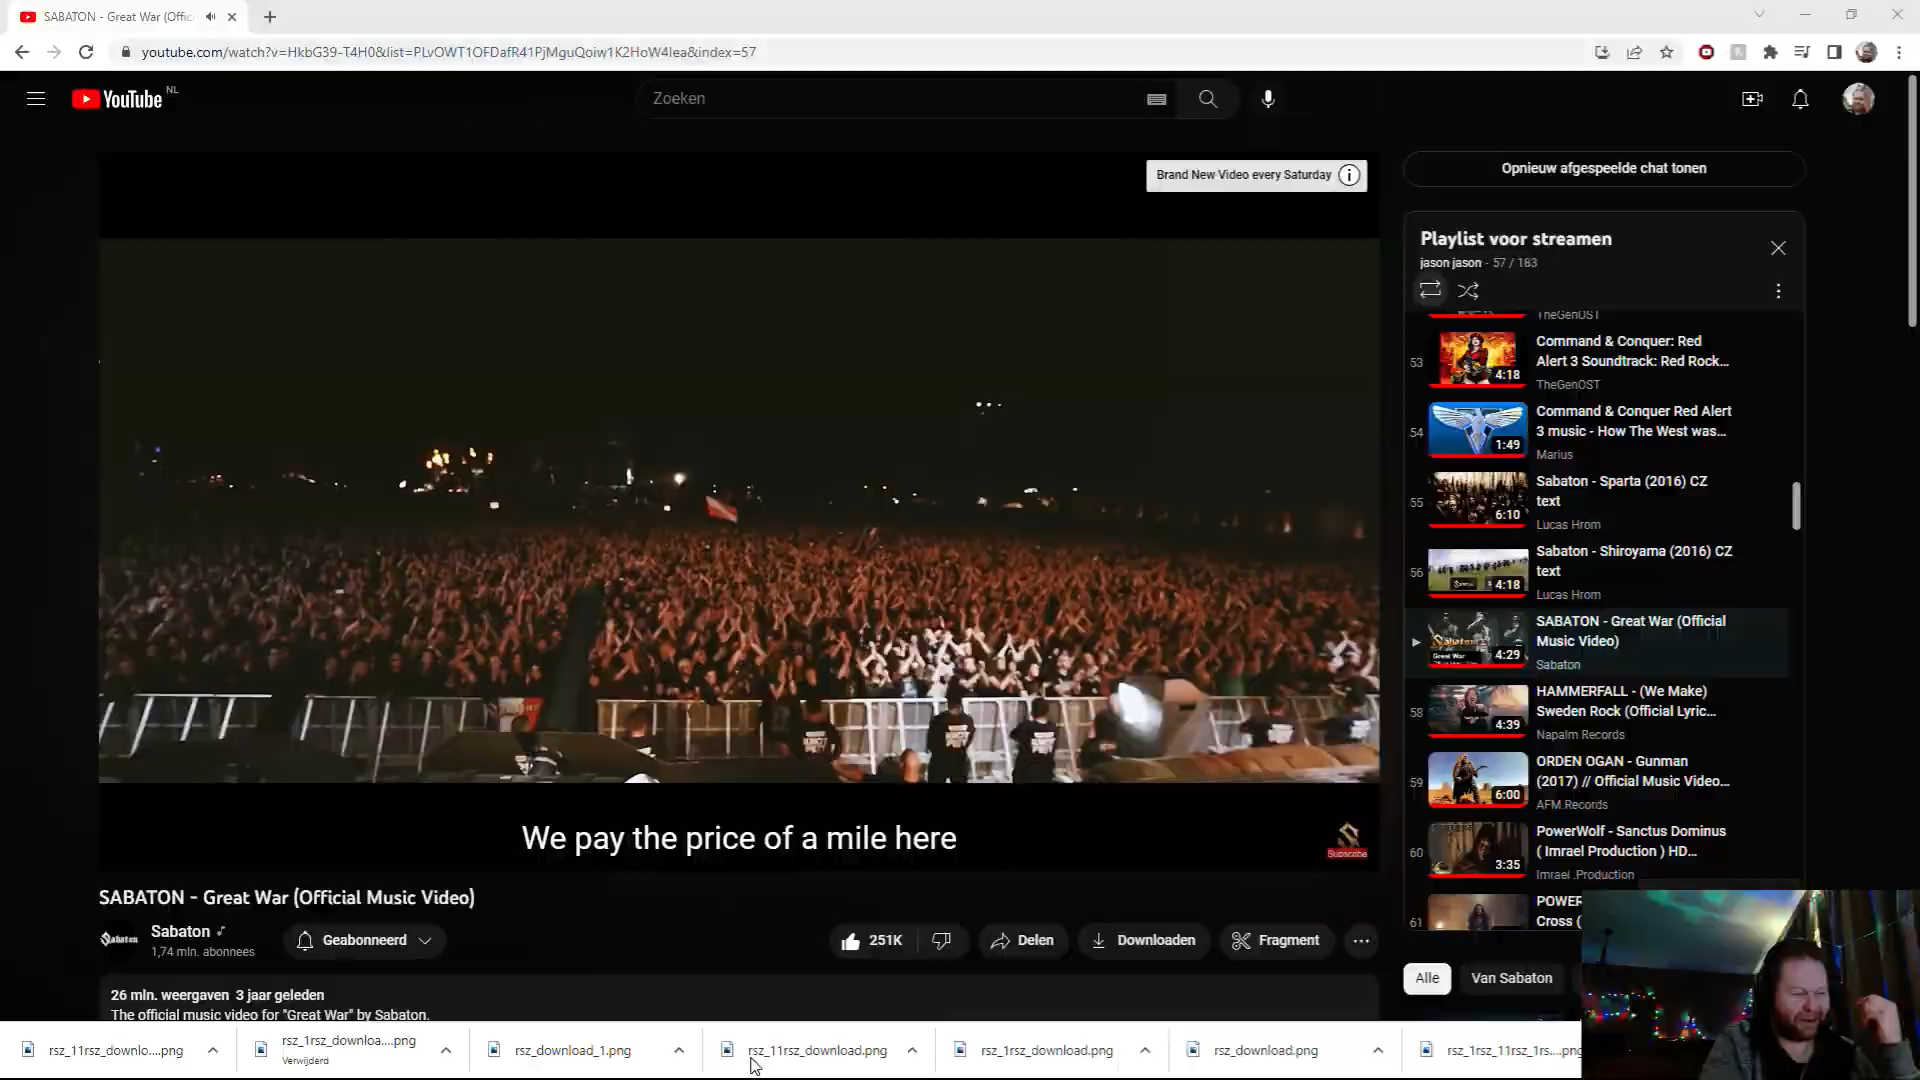 SABATON - Great War (Offic
youtube.com/watch?v=HkbG39-T4H0&list=PLvOWT1OFDafR41PjMguQoiw1K2HoW4lea&index=57
YouTube NL
Zoeken
Brand New Video every Saturday
We pay the price of a mile here
Subscribe
SABATON - Great War (Official Music Video)
Sabaton
Sabaton
1,74 mln. abonnees
Geabonneerd
251K
Delen
Downloaden
Fragment
26 mln. weergaven 3 jaar geleden
The official music video for "Great War" by Sabaton.
Opnieuw afgespeelde chat tonen
Playlist voor streamen
jason jason - 57 / 183
TheGenOST
53
4:18
Command & Conquer: Red
Alert 3 Soundtrack: Red Rock...
TheGenOST
54
1:49
Command & Conquer Red Alert
3 music - How The West was...
Marius
55
6:10
Sabaton - Sparta (2016) CZ
text
Lucas Hrom
56
4:18
Sabaton - Shiroyama (2016) CZ
text
Lucas Hrom
Sabaton
Great War
4:29
SABATON - Great War (Official
Music Video)
Sabaton
58
4:39
HAMMERFALL - (We Make)
Sweden Rock (Official Lyric...
Napalm Records
59
6:00
ORDEN OGAN - Gunman
(2017) // Official Music Video...
AFM Records
60
3:35
PowerWolf - Sanctus Dominus
( Imrael Production ) HD...
Imrael .Production
61
POWER
Cross (
Alle
Van Sabaton
rsz_11rsz_downlo....png
rsz_1rsz_downloa....png
Verwijderd
rsz_download_1.png
rsz_11rsz_download.png
rsz_1rsz_download.png
rsz_download.png
rsz_1rsz_11rsz_1rs....png